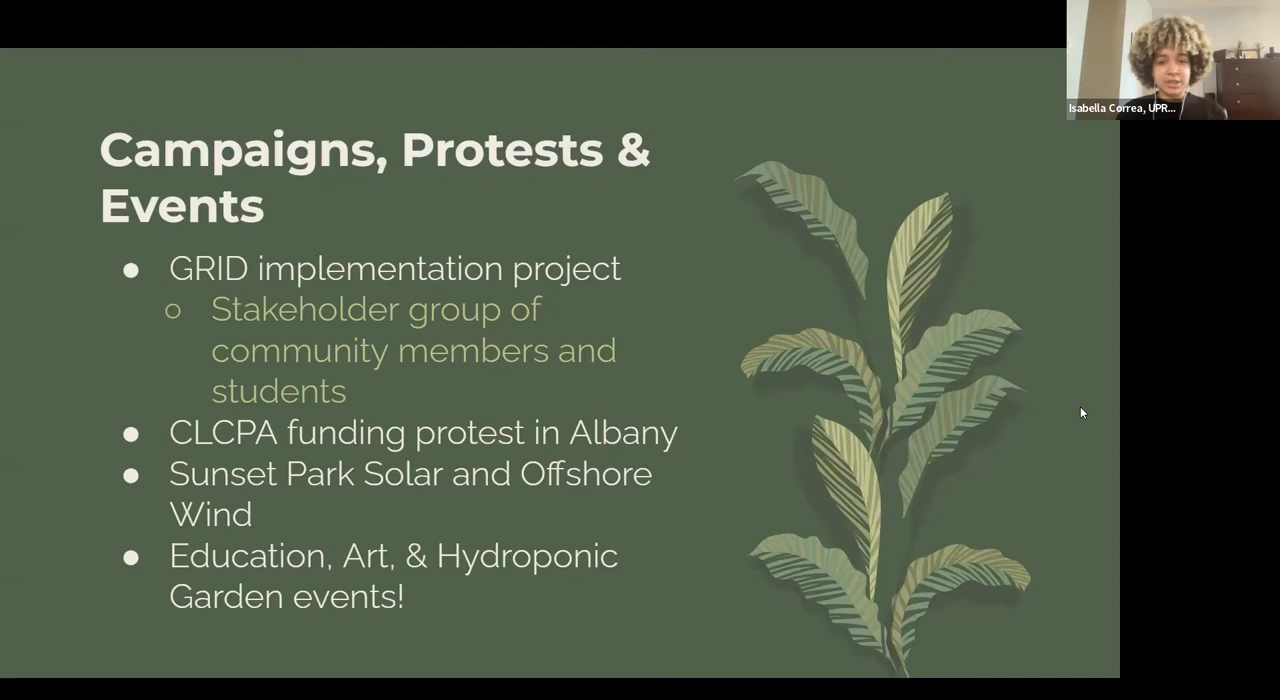 Isabella Correa, UPR...
Campaigns, Protests &
Events
● GRID implementation project
○ Stakeholder group of
community members and
students
● CLCPA funding protest in Albany
● Sunset Park Solar and Offshore
Wind
● Education, Art, & Hydroponic
Garden events!